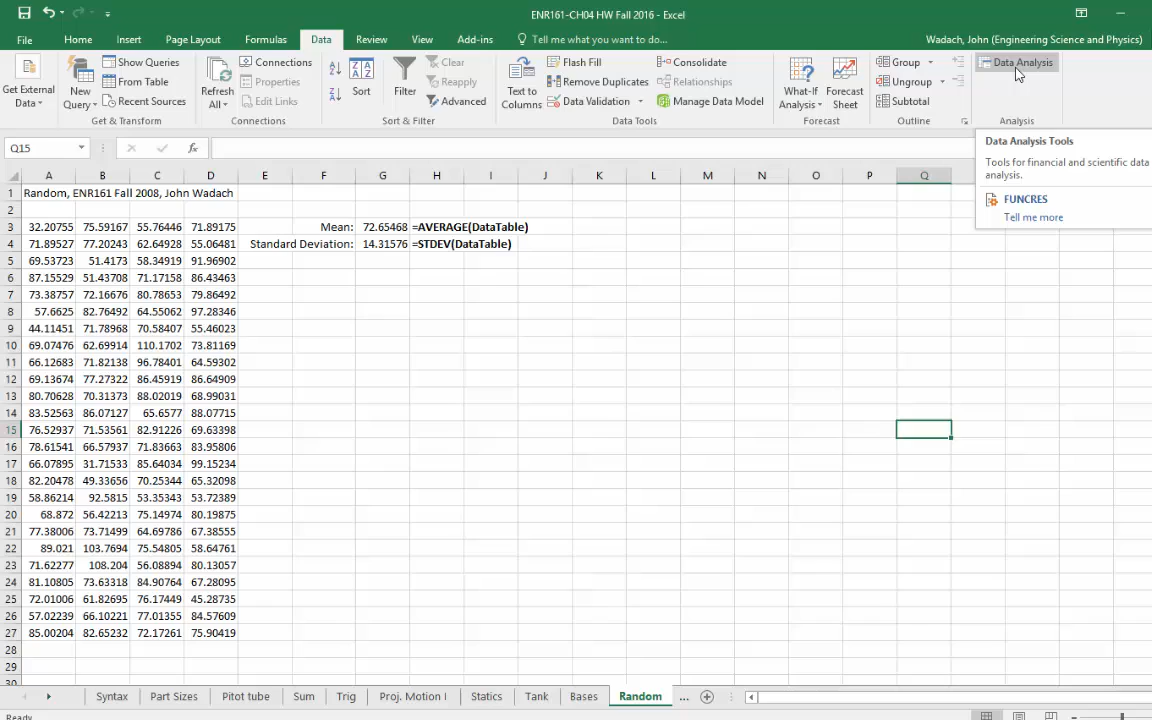 ENR161-CH04 HW Fall 2016 - Excel
File Home Insert Page Layout Formulas Data Review View Add-ins Tell me what you want to do... Wadach, John (Engineering Science and Physics)
Get External
Data
New
Query
Show Queries
From Table
Recent Sources
Get & Transform
Refresh
All
Connections
Properties
Edit Links
Connections
Sort
Filter
Clear
Reapply
Advanced
Sort & Filter
Text to
Columns
Flash Fill
Remove Duplicates
Data Validation
Consolidate
Relationships
Manage Data Model
Data Tools
What-If
Analysis
Forecast
Sheet
Forecast
Group
Ungroup
Subtotal
Outline
Data Analysis
Analysis
Q15 fx
Data Analysis Tools
Tools for financial and scientific data
analysis.
FUNCRES
Tell me more
A B C D E F G H I J K L M N O P Q
1 Random, ENR161 Fall 2008, John Wadach
2
3 32.20755 75.59167 55.76446 71.89175 Mean: 72.65468 =AVERAGE(DataTable)
4 71.89527 77.20243 62.64928 55.06481 Standard Deviation: 14.31576 =STDEV(DataTable)
5 69.53723 51.4173 58.34919 91.96902
6 87.15529 51.43708 71.17158 86.43463
7 73.38757 72.16676 80.78653 79.86492
8 57.6625 82.76492 64.55062 97.28346
9 44.11451 71.78968 70.58407 55.46023
10 69.07476 62.69914 110.1702 73.81169
11 66.12683 71.82138 96.78401 64.59302
12 69.13674 77.27322 86.45919 86.64909
13 80.70628 70.31373 88.02019 68.99031
14 83.52563 86.07127 65.6577 88.07715
15 76.52937 71.53561 82.91226 69.63398
16 78.61541 66.57937 71.83663 83.95806
17 66.07895 31.71533 85.64034 99.15234
18 82.20478 49.33656 70.25344 65.32098
19 58.86214 92.5815 53.35343 53.72389
20 68.872 56.42213 75.14974 80.19875
21 77.38006 73.71499 64.69786 67.38555
22 89.021 103.7694 75.54805 58.64761
23 71.62277 108.204 56.08894 80.13057
24 81.10805 73.63318 84.90764 67.28095
25 72.01006 61.82695 76.17449 45.28735
26 57.02239 66.10221 77.01355 84.57609
27 85.00204 82.65232 72.17261 75.90419
28
29
30
Syntax Part Sizes Pitot tube Sum Trig Proj. Motion I Statics Tank Bases Random ...
Ready